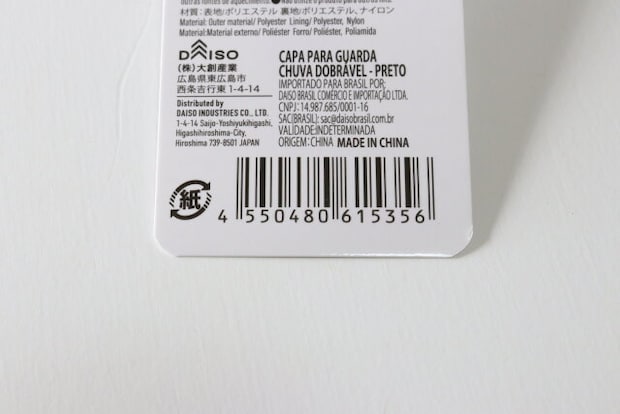 材質:表地/ポリエステル 裏地/ポリエステル、ナイロン
Material: Outer material/ Polyester Lining/ Polyester, Nylon
Material:Material externo/ Poliéster Forro/ Poliéster, Poliamida
DAISO
(株)大創産業
広島県東広島市
西条吉行東 1-4-14
Distributed by
DAISO INDUSTRIES CO., LTD.
1-4-14 Saijo-Yoshiyukihigashi,
Higashihiroshima-City,
Hiroshima 739-8501 JAPAN
CAPA PARA GUARDA
CHUVA DOBRÁVEL - PRETO
IMPORTADO PARA BRASIL POR;
DAISO BRASIL COMÉRCIO E IMPORTAÇÃO LTDA.
CNPJ: 14.987.685/0001-16
SAC(BRASIL): sac@daisobrasil.com.br
VALIDADE:INDETERMINADA
ORIGEM: CHINA MADE IN CHINA
紙
4 550480 615356